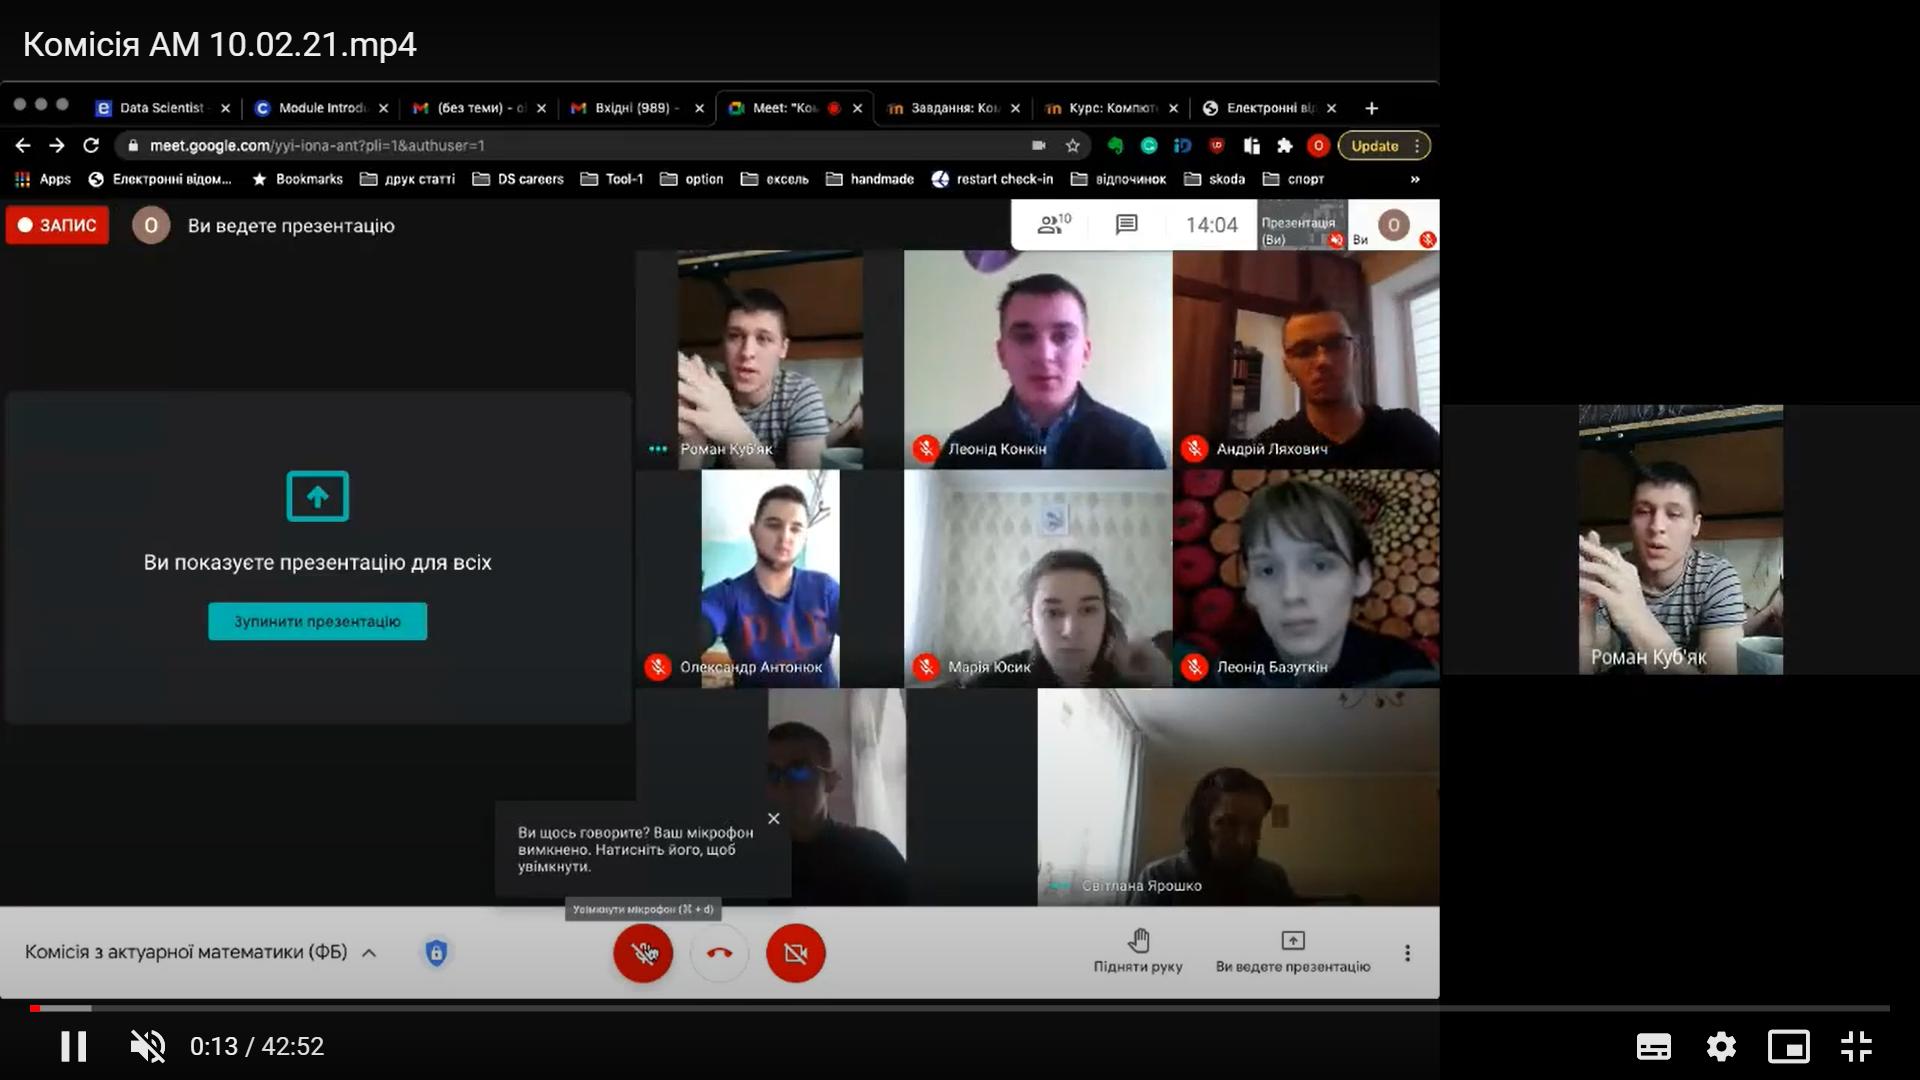 Комісія АМ 10.02.21.mp4
Data Scientist
Module Introdu
(без теми) - o
Вхідні (989) -
Meet: "Ко
Завдання: Ко
Курс: Компют
Електронні ві
meet.google.com/yyi-iona-ant?pli=1&authuser=1
Update
Apps
Електронні відом...
Bookmarks
друк статті
DS careers
Tool-1
option
ексель
handmade
restart check-in
відпочинок
skoda
спорт
»
ЗАПИС
О
Ви ведете презентацію
10
14:04
Презентація
(Ви)
Ви
О
Роман Куб'як
Леонід Конкін
Андрій Ляхович
Ви показуєте презентацію для всіх
Зупинити презентацію
Олександр Антонюк
Марія Юсик
Леонід Базуткін
Роман Куб'як
Ви щось говорите? Ваш мікрофон
вимкнено. Натисніть його, щоб
увімкнути.
Світлана Ярошко
Увімкнути мікрофон (⌘ + d)
Комісія з актуарної математики (ФБ)
Підняти руку
Ви ведете презентацію
0:13 / 42:52